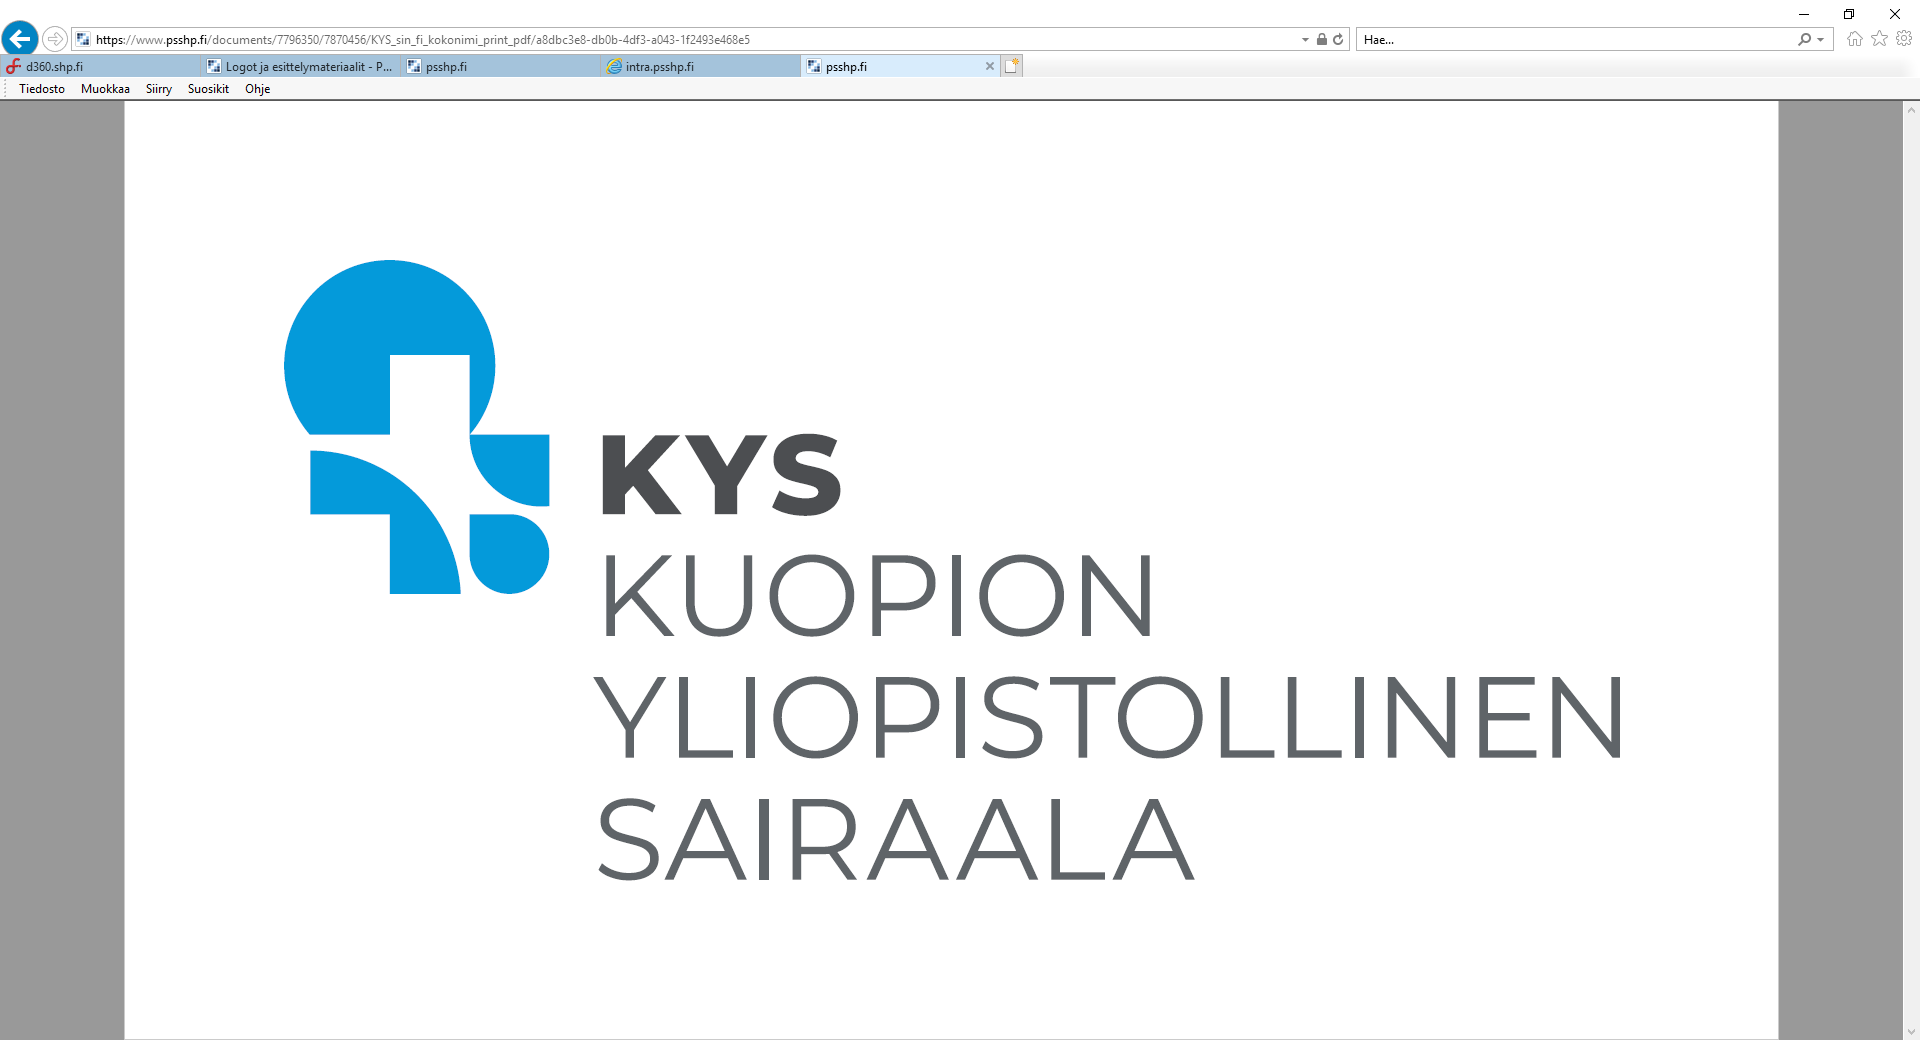 https://www.psshp.fi/documents/7796350/7870456/KYS_sin_fi_kokonimi_print_pdf/a8dbc3e8-db0b-4df3-a043-1f2493e468e5
Hae...
d360.shp.fi
Logot ja esittelymateriaalit - P...
psshp.fi
intra.psshp.fi
psshp.fi
Tiedosto Muokkaa Siirry Suosikit Ohje
KYS
KUOPION
YLIOPISTOLLINEN
SAIRAALA